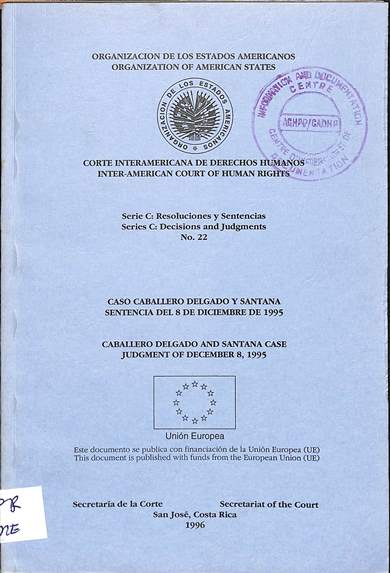 ORGANIZACION DE LOS ESTADOS AMERICANOS
ORGANIZATION OF AMERICAN STATES
ORGANIZACION DE LOS ESTADOS AMERICANOS
INFORMATION AND DOCUMENTATION
CENTRE
ACHPR/CADHP
CENTRE DE
DOCUMENTATION
CORTE INTERAMERICANA DE DERECHOS HUMANOS
INTER-AMERICAN COURT OF HUMAN RIGHTS
Serie C: Resoluciones y Sentencias
Series C: Decisions and Judgments
No. 22
CASO CABALLERO DELGADO Y SANTANA
SENTENCIA DEL 8 DE DICIEMBRE DE 1995
CABALLERO DELGADO AND SANTANA CASE
JUDGMENT OF DECEMBER 8, 1995
Unión Europea
Este documento se publica con financiación de la Unión Europea (UE)
This document is published with funds from the European Union (UE)
Secretaría de la Corte Secretariat of the Court
San José, Costa Rica
1996